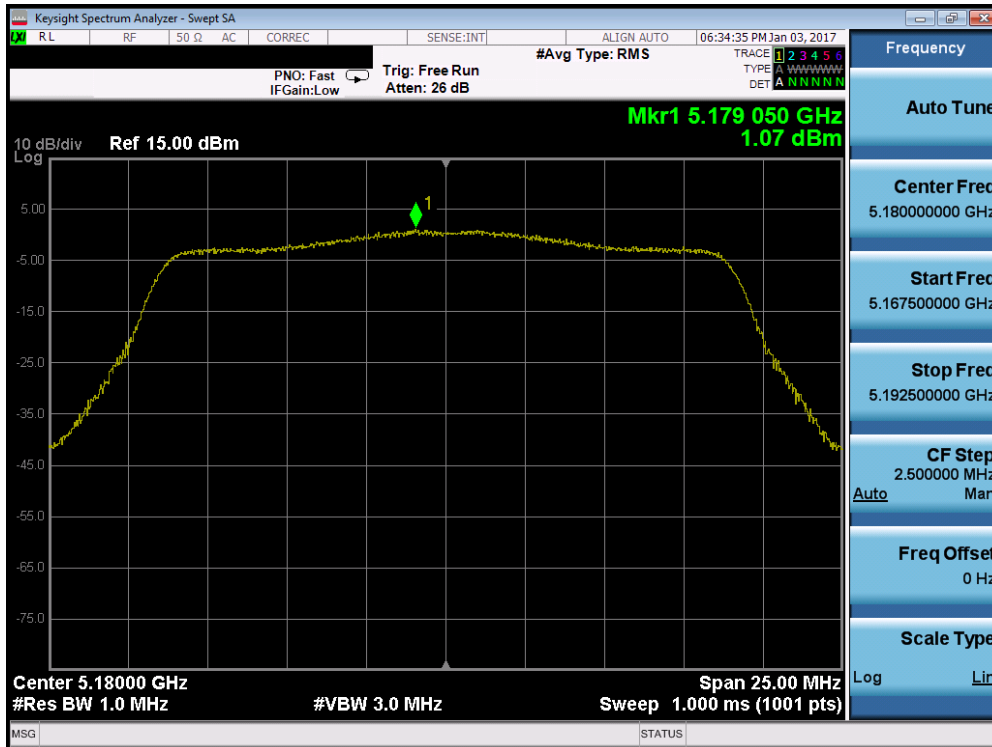 Keysight Spectrum Analyzer - Swept SA
LXI RL RF 50 Ω AC CORREC SENSE:INT ALIGN AUTO 06:34:35 PM Jan 03, 2017
PNO: Fast
IFGain:Low
Trig: Free Run
Atten: 26 dB
#Avg Type: RMS
TRACE 1 2 3 4 5 6
TYPE A WWWWW
DET A N N N N N
Mkr1 5.179 050 GHz
1.07 dBm
10 dB/div
Log
Ref 15.00 dBm
1
5.00
-5.00
-15.0
-25.0
-35.0
-45.0
-55.0
-65.0
-75.0
Center 5.18000 GHz
#Res BW 1.0 MHz
#VBW 3.0 MHz
Span 25.00 MHz
Sweep 1.000 ms (1001 pts)
MSG
STATUS
Frequency
Auto Tune
Center Freq
5.180000000 GHz
Start Freq
5.167500000 GHz
Stop Freq
5.192500000 GHz
CF Step
2.500000 MHz
Auto Man
Freq Offset
0 Hz
Scale Type
Log Lin